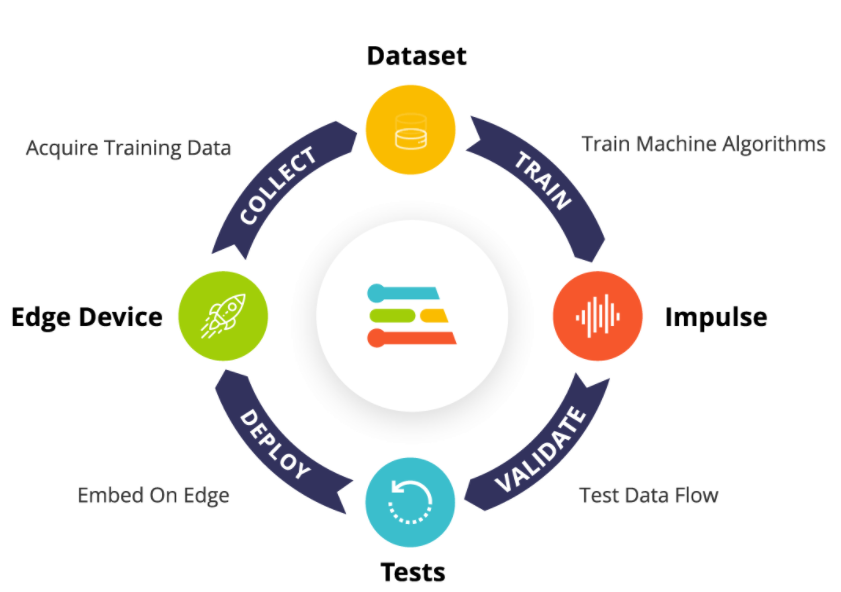 Dataset
Acquire Training Data
Train Machine Algorithms
COLLECT
TRAIN
Edge Device
Impulse
DEPLOY
VALIDATE
Embed On Edge
Test Data Flow
Tests